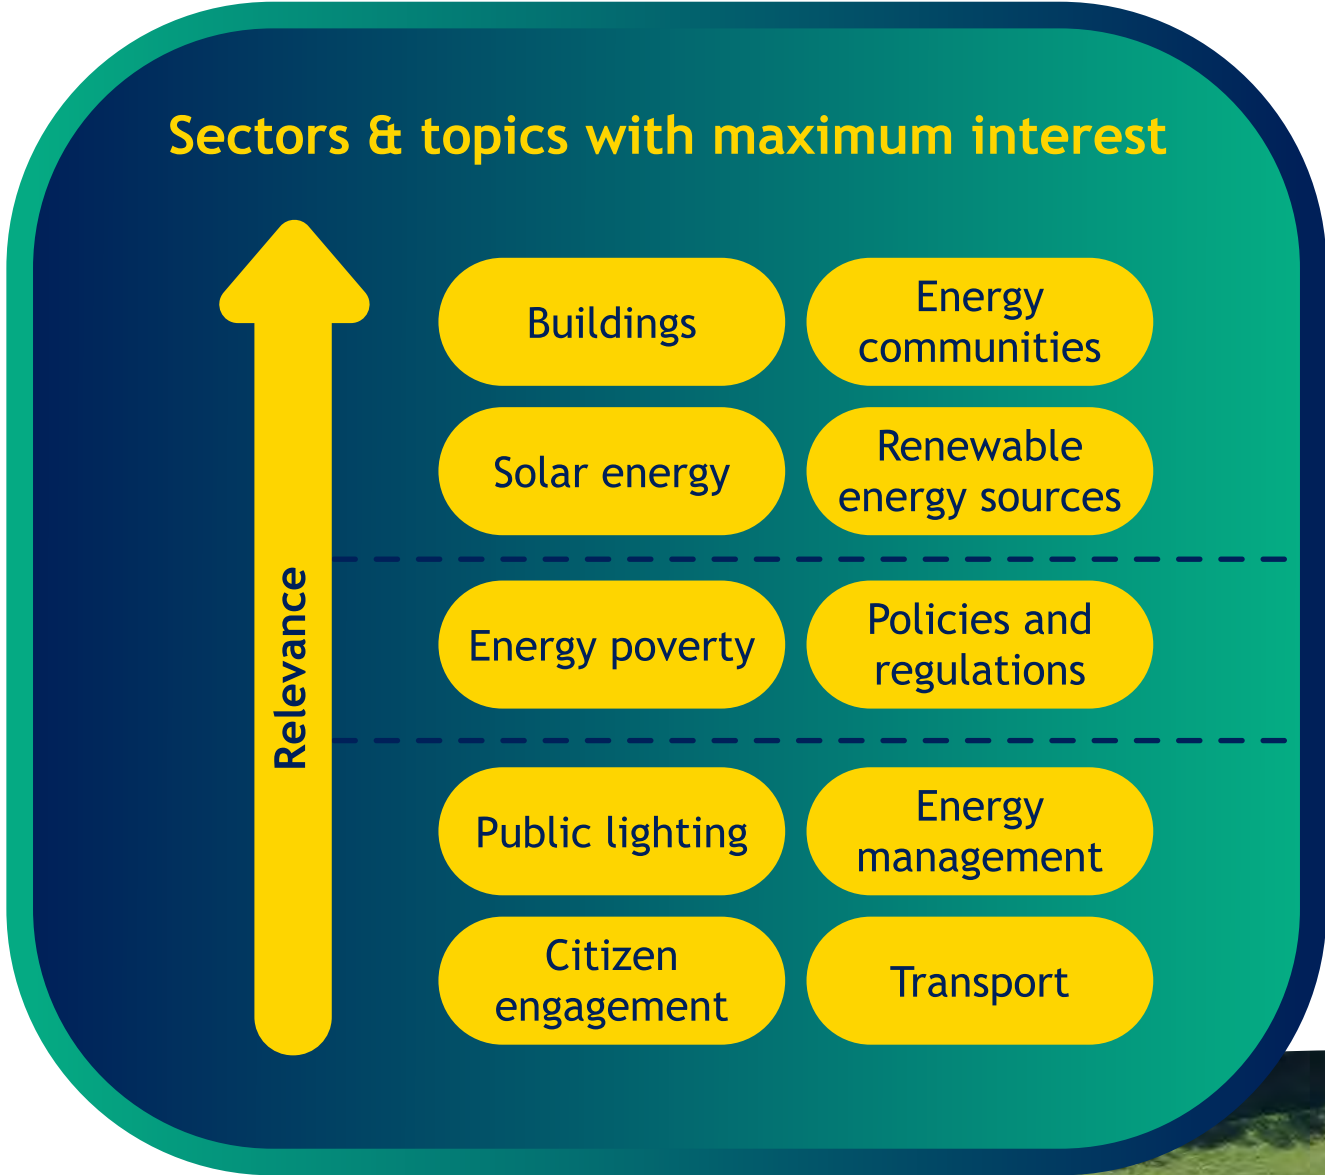 Sectors & topics with maximum interest
Buildings
Energy
communities
Solar energy
Renewable
energy sources
Relevance
Energy poverty
Policies and
regulations
Public lighting
Energy
management
Citizen
engagement
Transport